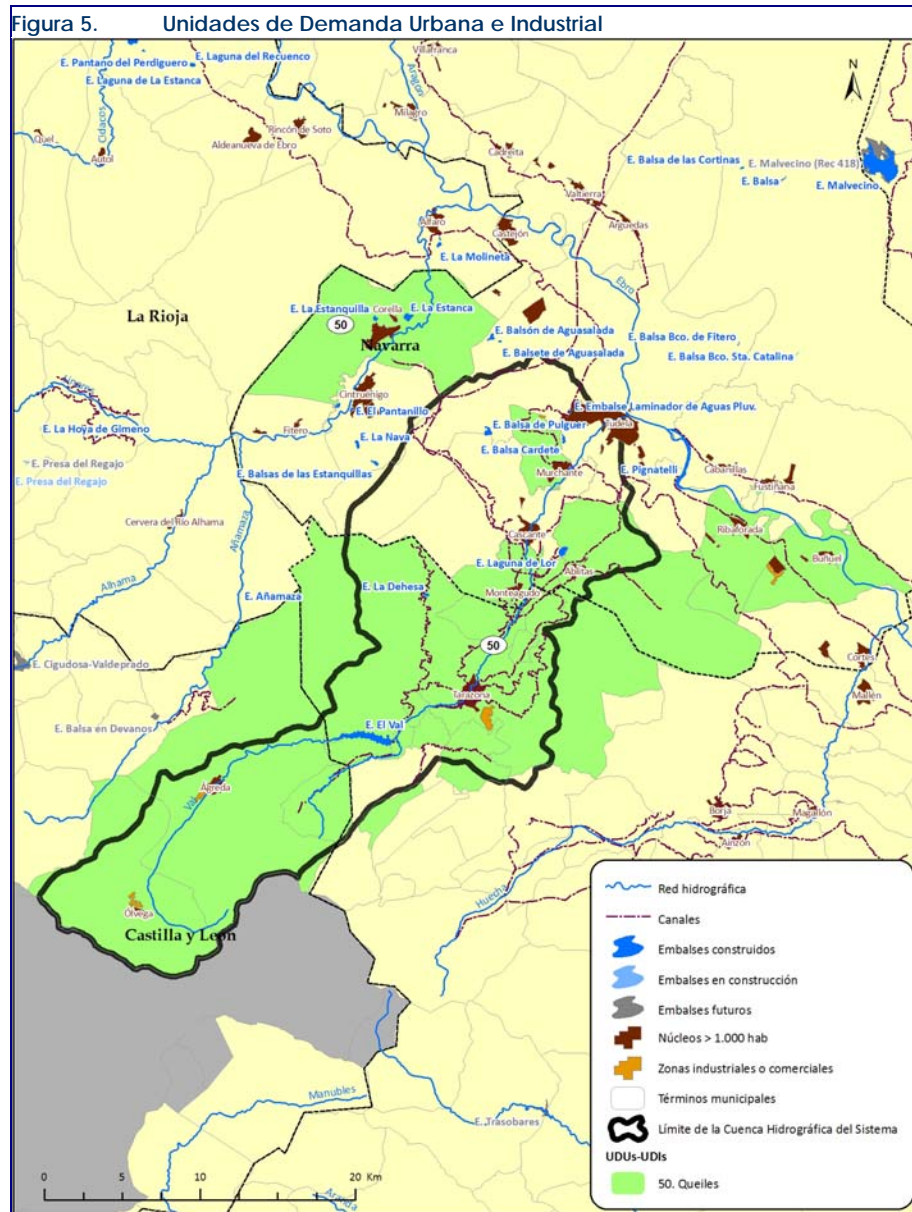 Figura 5. Unidades de Demanda Urbana e Industrial
E. Pantano del Perdiguero
E. Laguna del Recuenco
E. Laguna de La Estanca
Villafranca
Aragon
N
Cidacos
Milagro
Rincón de Soto
Aldeanueva de Ebro
Quel
Autol
Cadreita
E. Balsa de las Cortinas
E. Malvecino (Rec 418)
E. Balsa
E. Malvecino
Valtierra
Arguedas
Alfaro
Castejón
E. La Molineta
Ebro
La Rioja
E. La Estanquilla
Corella
E. La Estanca
50
Navarra
E. Balsón de Aguasalada
E. Balsa Bco. de Fitero
E. Balsete de Aguasalada
E. Balsa Bco. Sta. Catalina
Cintruénigo
E. El Pantanillo
E. Embalse Laminador de Aguas Pluv.
E. La Hoya de Gimeno
Fitero
E. La Nava
E. Balsa de Pulguer
Tudela
E. Balsa Cardete
E. Presa del Regajo
E. Presa del Regajo
E. Balsas de las Estanquillas
Murchante
E. Pignatelli
Cabanillas
Fustiñana
Cervera del Río Alhama
Añamaza
Cascante
Ribaforada
Alhama
E. Añamaza
E. La Dehesa
E. Laguna de Lor
Ablitas
Buñuel
Monteagudo
50
E. Cigudosa-Valdeprado
Cortes
Tarazona
Mallén
E. Balsa en Devanos
E. El Val
Ágreda
Val
Borja
Magallón
Ainzón
Ólvega
Huecha
Castilla y León
Manubles
E. Trasobares
Aranda
0 5 10 20 Km
Red hidrográfica
Canales
Embalses construidos
Embalses en construcción
Embalses futuros
Núcleos > 1.000 hab
Zonas industriales o comerciales
Términos municipales
Límite de la Cuenca Hidrográfica del Sistema
UDUs-UDIs
50. Queiles